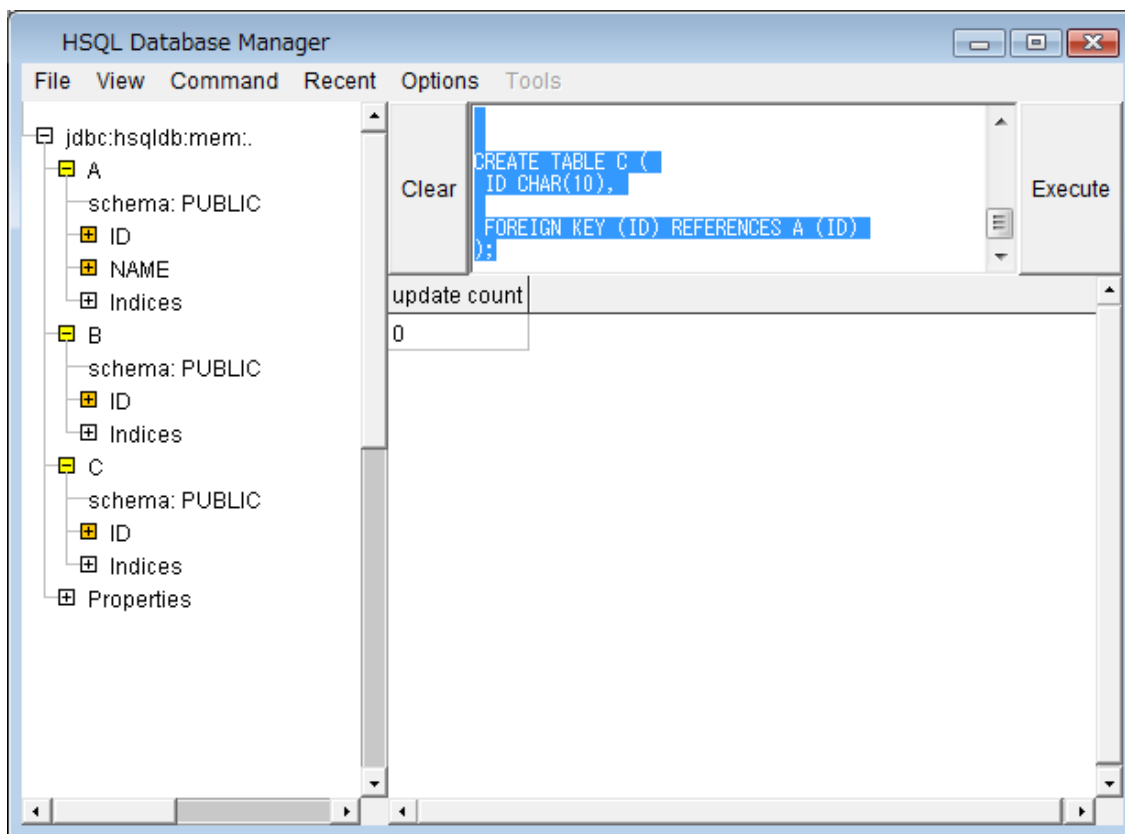 HSQL Database Manager
File View Command Recent Options Tools
jdbc:hsqldb:mem:.
A
schema: PUBLIC
ID
NAME
Indices
B
schema: PUBLIC
ID
Indices
C
schema: PUBLIC
ID
Indices
Properties
Clear
CREATE TABLE C (
ID CHAR(10),
FOREIGN KEY (ID) REFERENCES A (ID)
);
Execute
update count
0